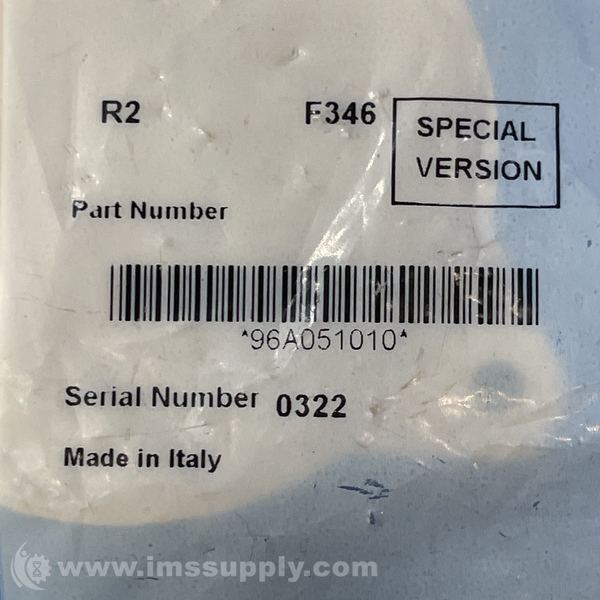 R2 F346 SPECIAL
VERSION
Part Number
*96A051010*
Serial Number 0322
Made in Italy
www.imssupply.com